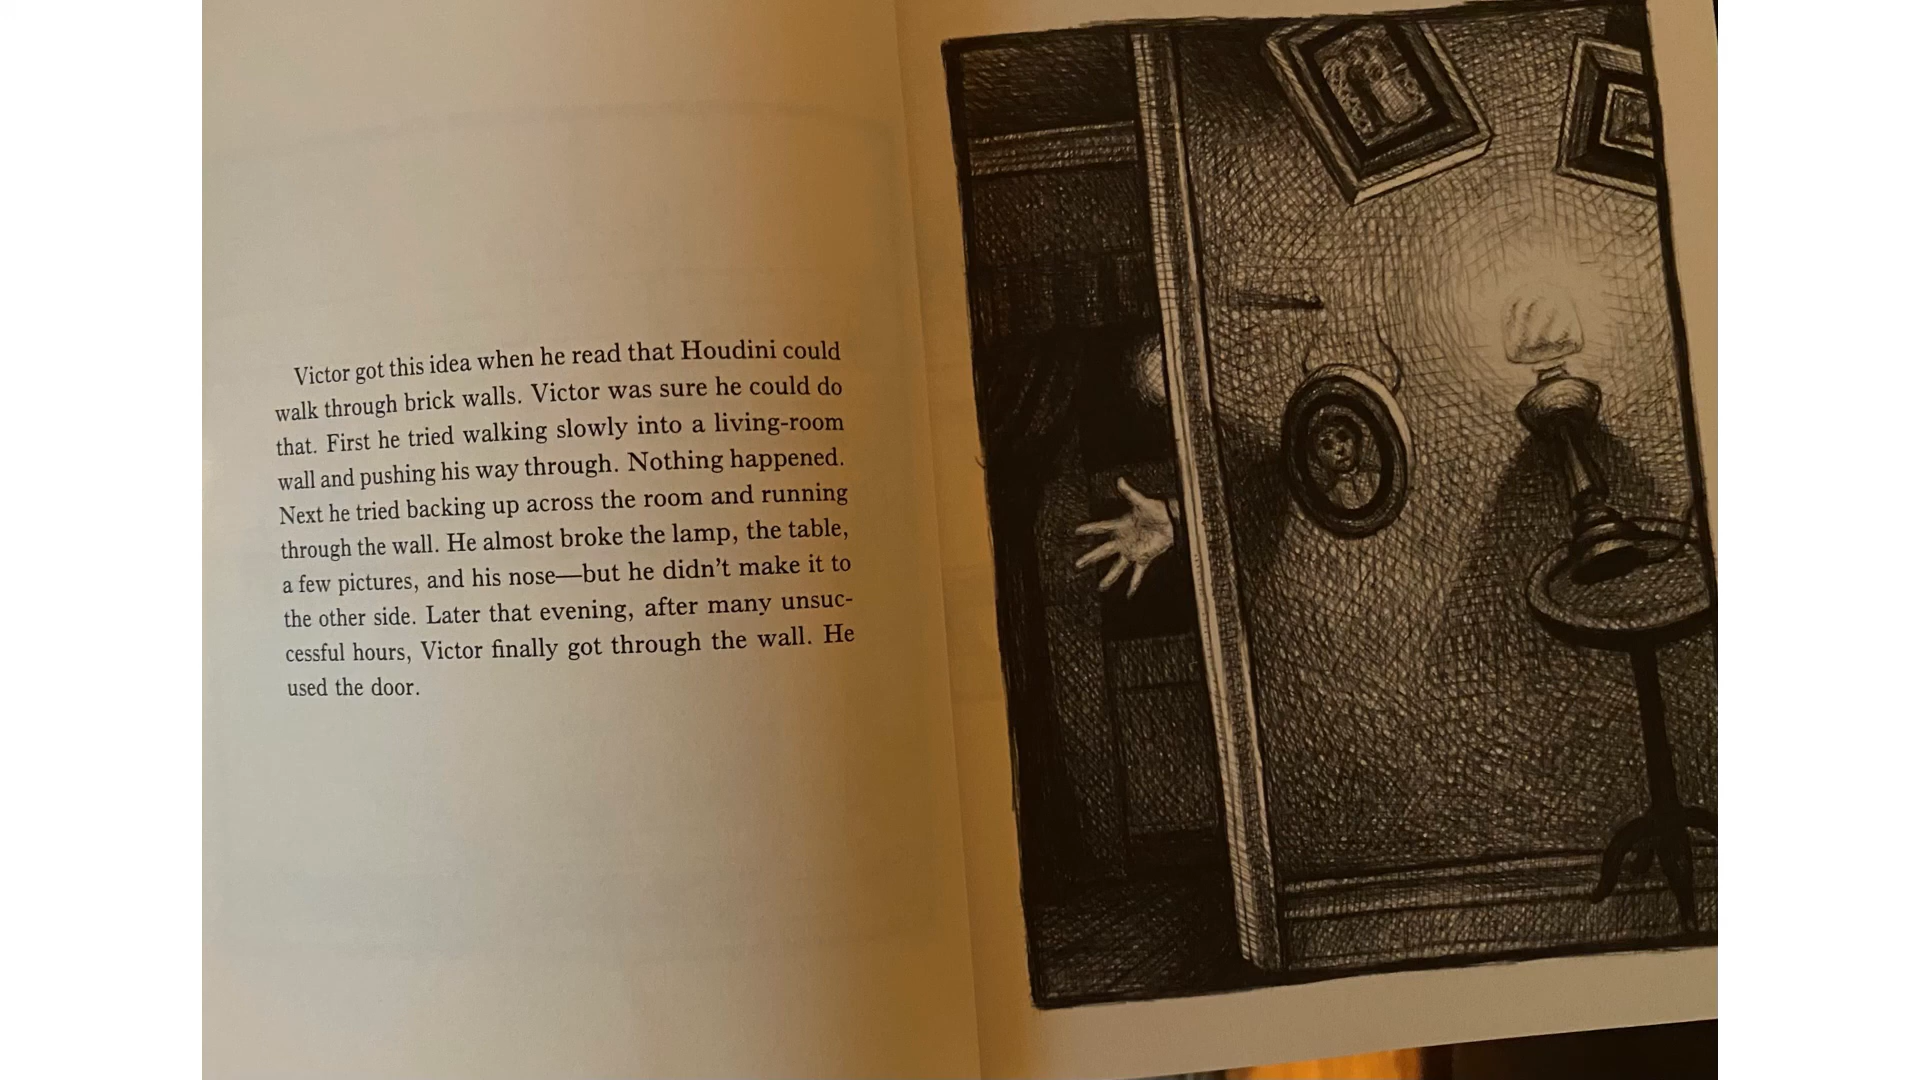 Victor got this idea when he read that Houdini could
walk through brick walls. Victor was sure he could do
that. First he tried walking slowly into a living-room
wall and pushing his way through. Nothing happened.
Next he tried backing up across the room and running
through the wall. He almost broke the lamp, the table,
a few pictures, and his nose—but he didn't make it to
the other side. Later that evening, after many unsuc-
cessful hours, Victor finally got through the wall. He
used the door.